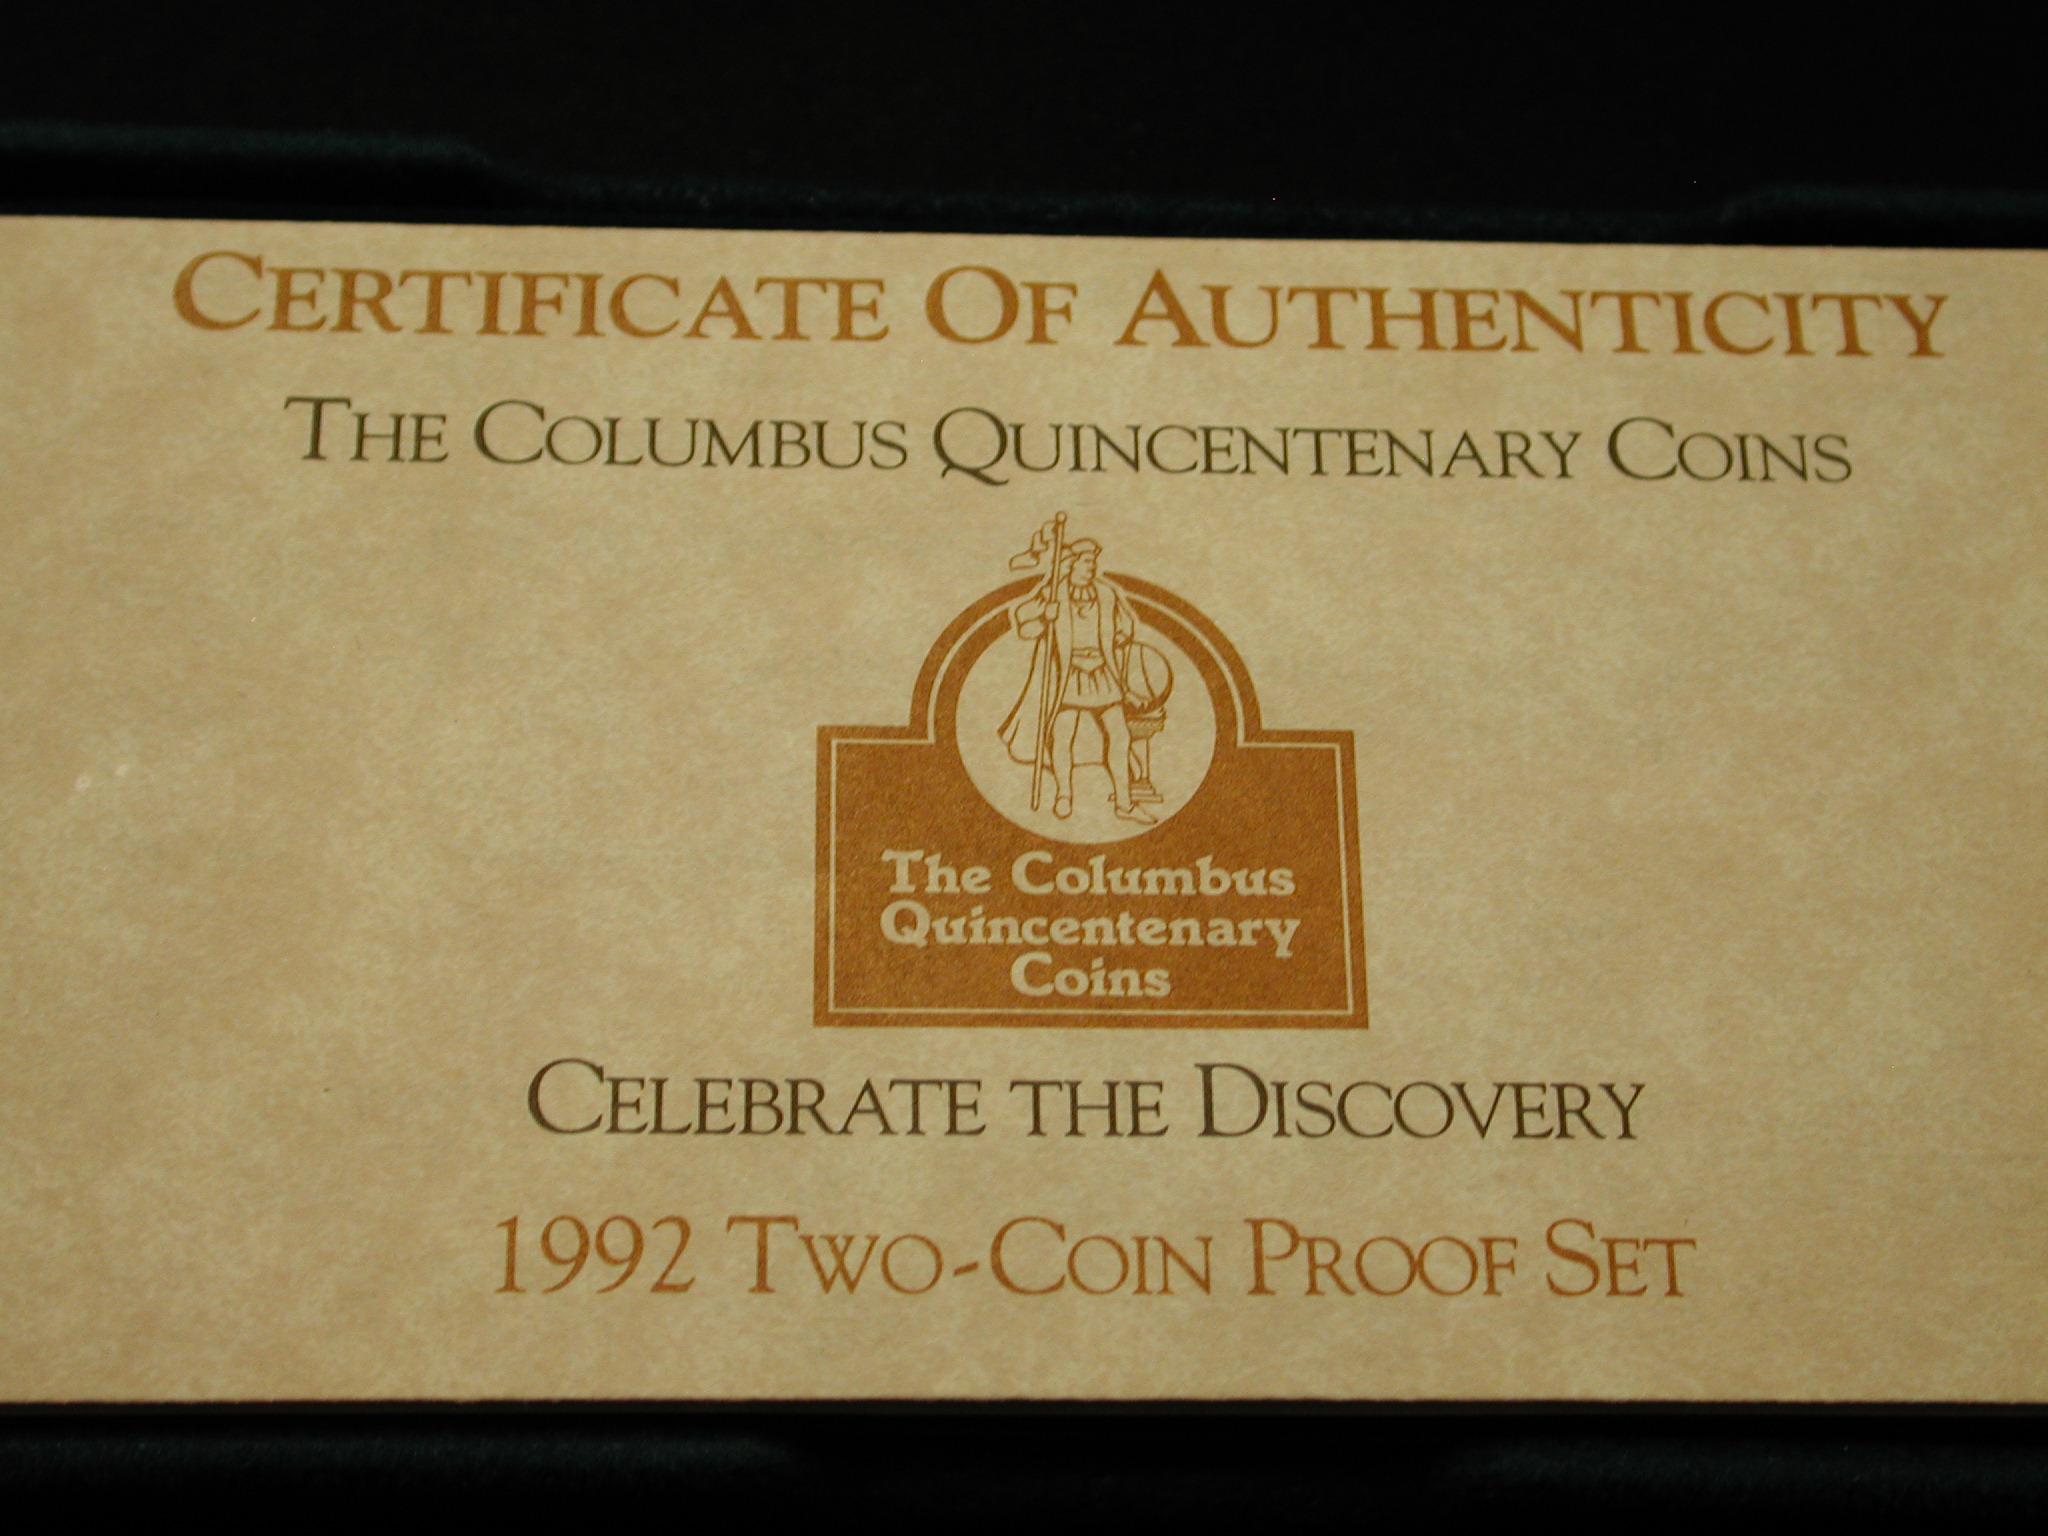 CERTIFICATE OF AUTHENTICITY
THE COLUMBUS QUINCENTENARY COINS
The Columbus
Quincentenary
Coins
CELEBRATE THE DISCOVERY
1992 TWO-COIN PROOF SET